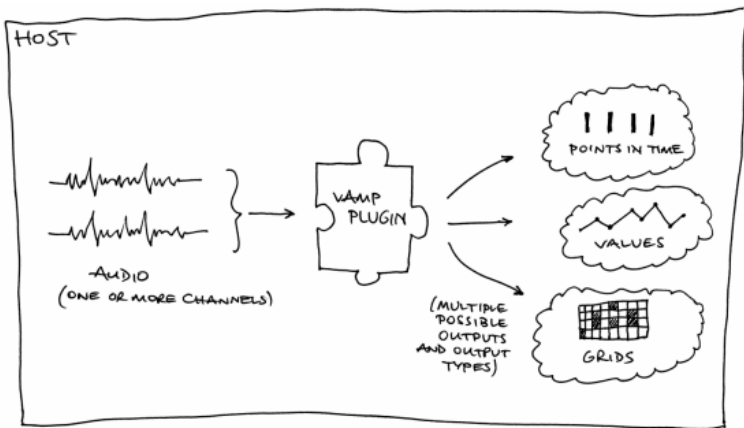 HOST
AUDIO
(ONE OR MORE CHANNELS)
VAMP
PLUGIN
POINTS IN TIME
VALUES
GRIDS
(MULTIPLE
POSSIBLE
OUTPUTS
AND OUTPUT
TYPES)